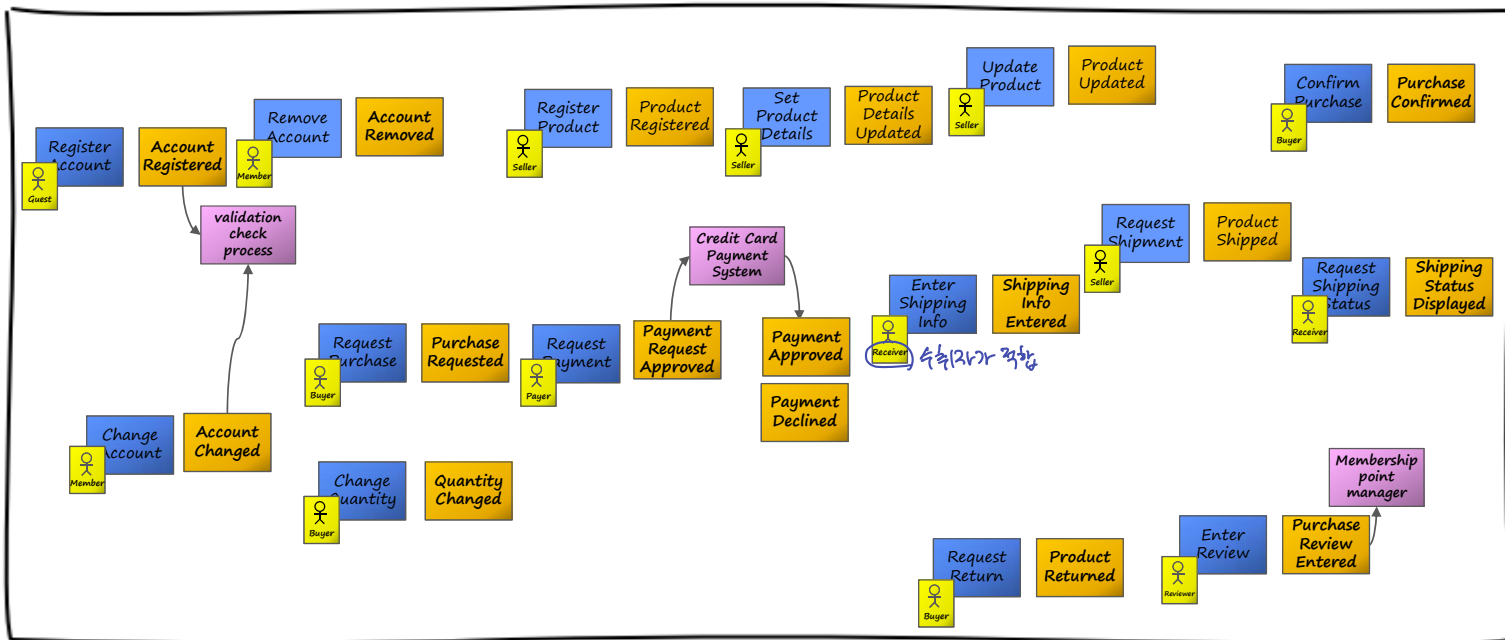 Register
Account
Guest
Account
Registered
Remove
Account
Member
Account
Removed
validation
check
process
Register
Product
Seller
Product
Registered
Set
Product
Details
Seller
Product
Details
Updated
Update
Product
Seller
Product
Updated
Confirm
Purchase
Buyer
Purchase
Confirmed
Credit Card
Payment
System
Request
Shipment
Seller
Product
Shipped
Request
Shipping
Status
Receiver
Shipping
Status
Displayed
Request
Purchase
Buyer
Purchase
Requested
Request
Payment
Payer
Payment
Request
Approved
Payment
Approved
Payment
Declined
Enter
Shipping
Info
Receiver
수취자가 적합
Shipping
Info
Entered
Change
Account
Member
Account
Changed
Change
Quantity
Buyer
Quantity
Changed
Request
Return
Buyer
Product
Returned
Enter
Review
Reviewer
Purchase
Review
Entered
Membership
point
manager